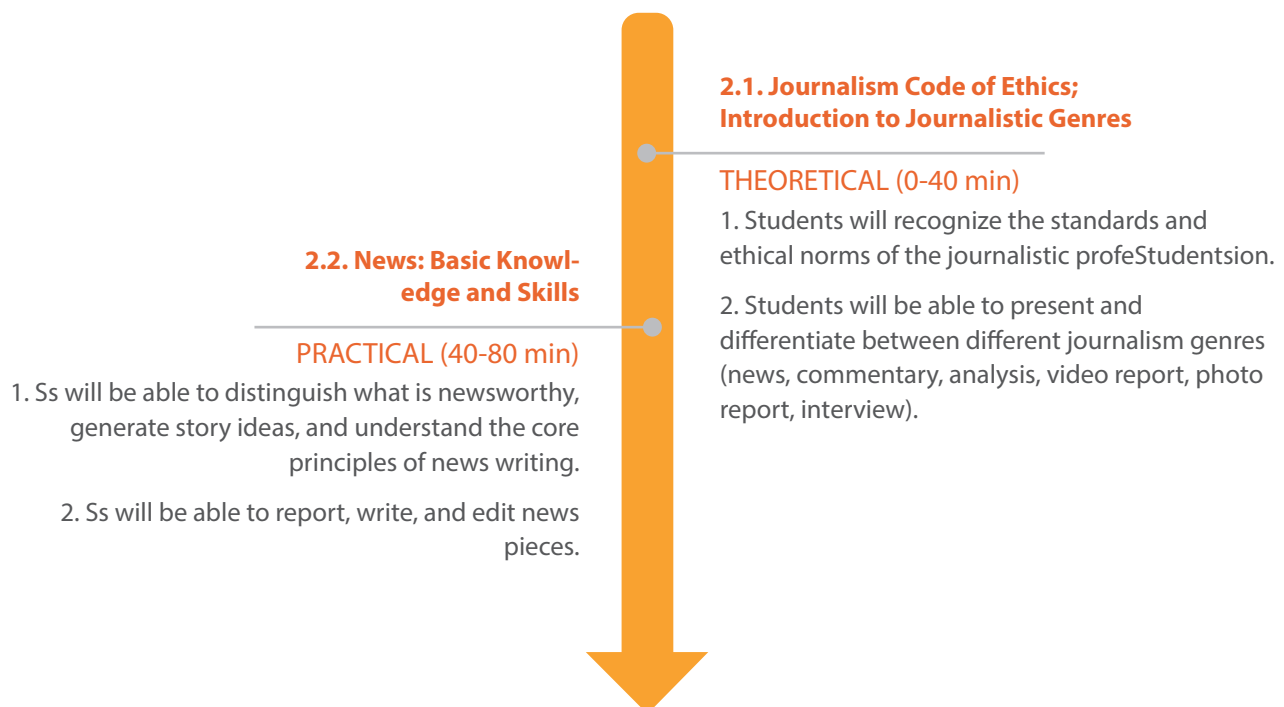 2.1. Journalism Code of Ethics;
Introduction to Journalistic Genres
THEORETICAL (0-40 min)
1. Students will recognize the standards and
ethical norms of the journalistic profeStudentsion.
2. Students will be able to present and
differentiate between different journalism genres
(news, commentary, analysis, video report, photo
report, interview).
2.2. News: Basic Knowl-
edge and Skills
PRACTICAL (40-80 min)
1. Ss will be able to distinguish what is newsworthy,
generate story ideas, and understand the core
principles of news writing.
2. Ss will be able to report, write, and edit news
pieces.